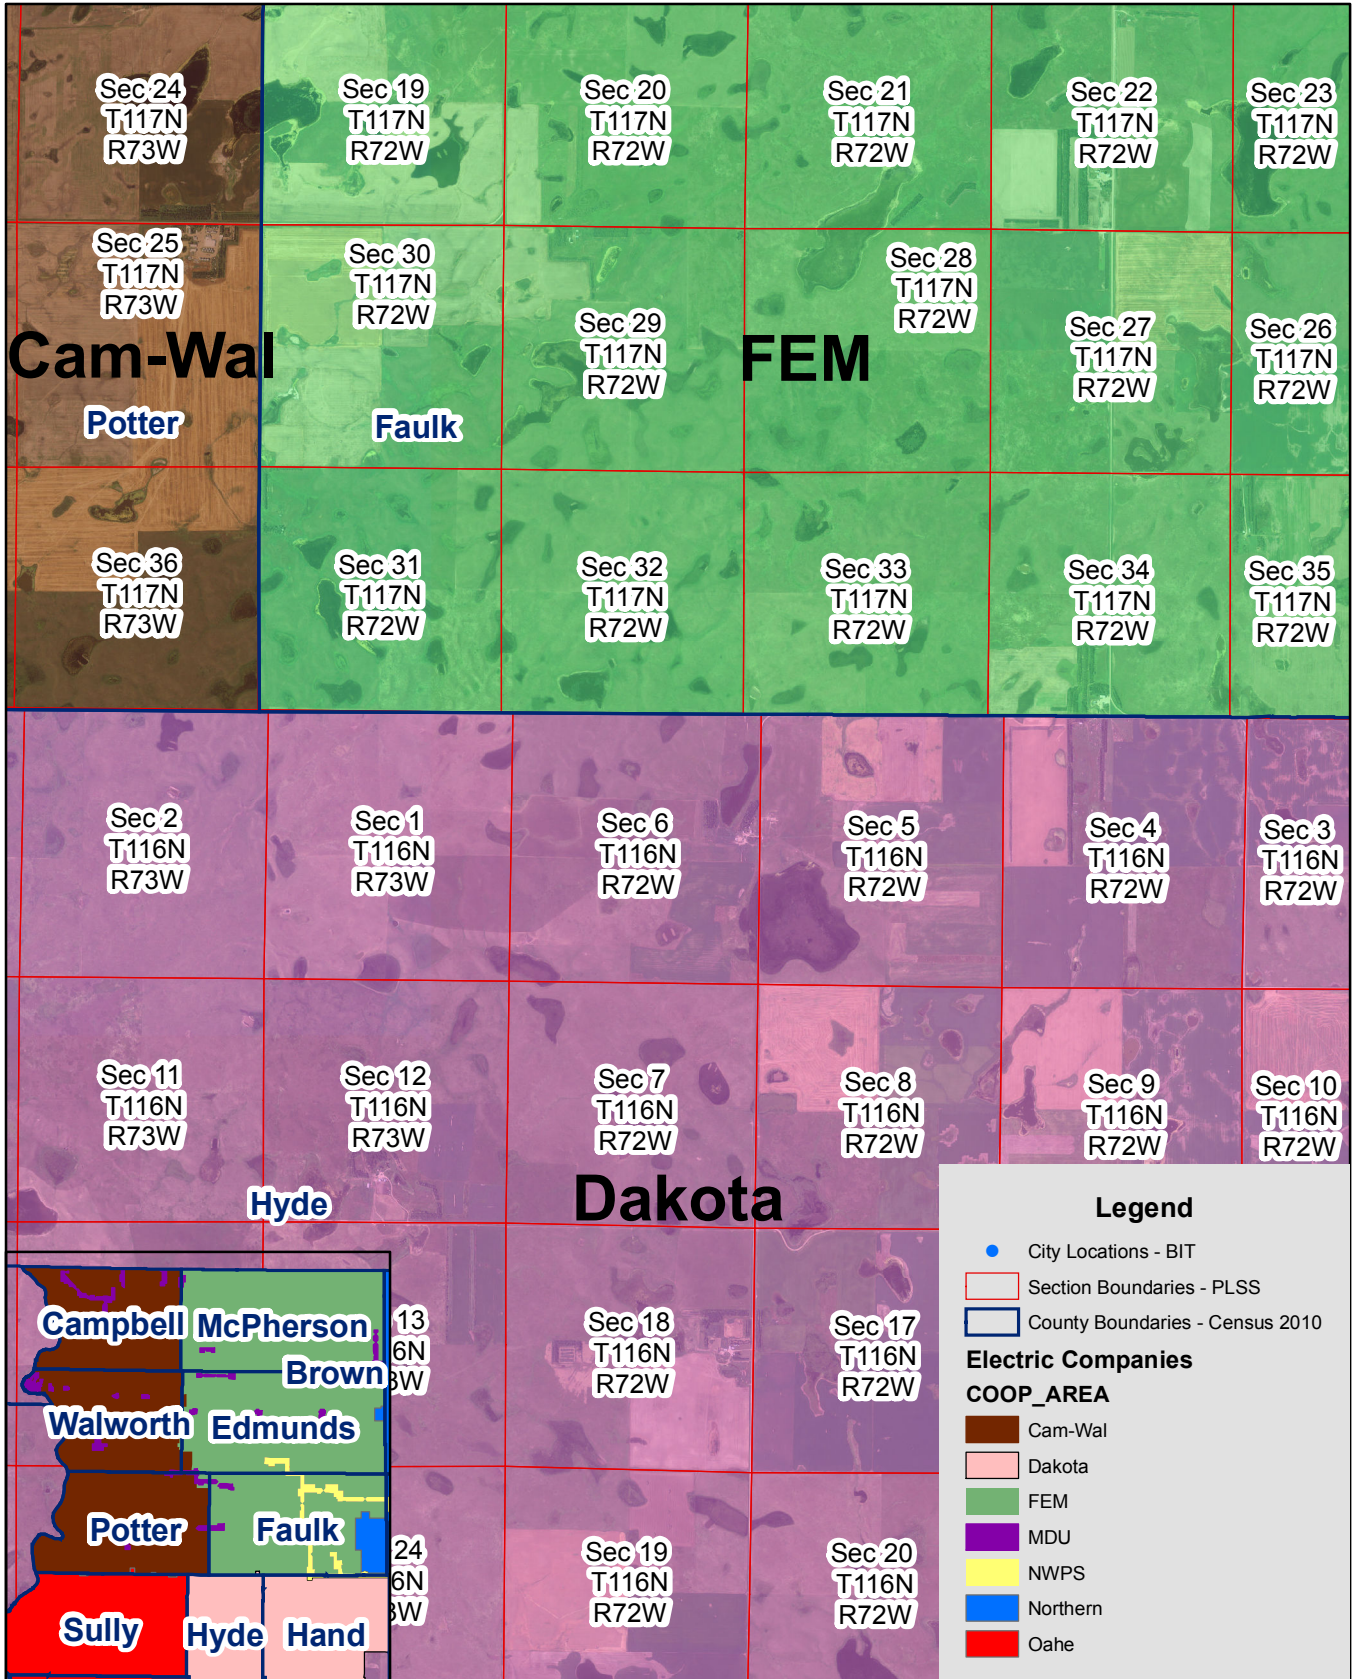 Sec 24
T117N
R73W
Sec 19
T117N
R72W
Sec 20
T117N
R72W
Sec 21
T117N
R72W
Sec 22
T117N
R72W
Sec 23
T117N
R72W
Sec 25
T117N
R73W
Sec 30
T117N
R72W
Sec 29
T117N
R72W
Sec 28
T117N
R72W
Sec 27
T117N
R72W
Sec 26
T117N
R72W
Cam-Wal
FEM
Potter
Faulk
Sec 36
T117N
R73W
Sec 31
T117N
R72W
Sec 32
T117N
R72W
Sec 33
T117N
R72W
Sec 34
T117N
R72W
Sec 35
T117N
R72W
Sec 2
T116N
R73W
Sec 1
T116N
R73W
Sec 6
T116N
R72W
Sec 5
T116N
R72W
Sec 4
T116N
R72W
Sec 3
T116N
R72W
Sec 11
T116N
R73W
Sec 12
T116N
R73W
Sec 7
T116N
R72W
Sec 8
T116N
R72W
Sec 9
T116N
R72W
Sec 10
T116N
R72W
Hyde
Dakota
13
6N
3W
Sec 18
T116N
R72W
Sec 17
T116N
R72W
24
6N
3W
Sec 19
T116N
R72W
Sec 20
T116N
R72W
Campbell
McPherson
Brown
Walworth
Edmunds
Potter
Faulk
Sully
Hyde
Hand
Legend
City Locations - BIT
Section Boundaries - PLSS
County Boundaries - Census 2010
Electric Companies
COOP_AREA
Cam-Wal
Dakota
FEM
MDU
NWPS
Northern
Oahe